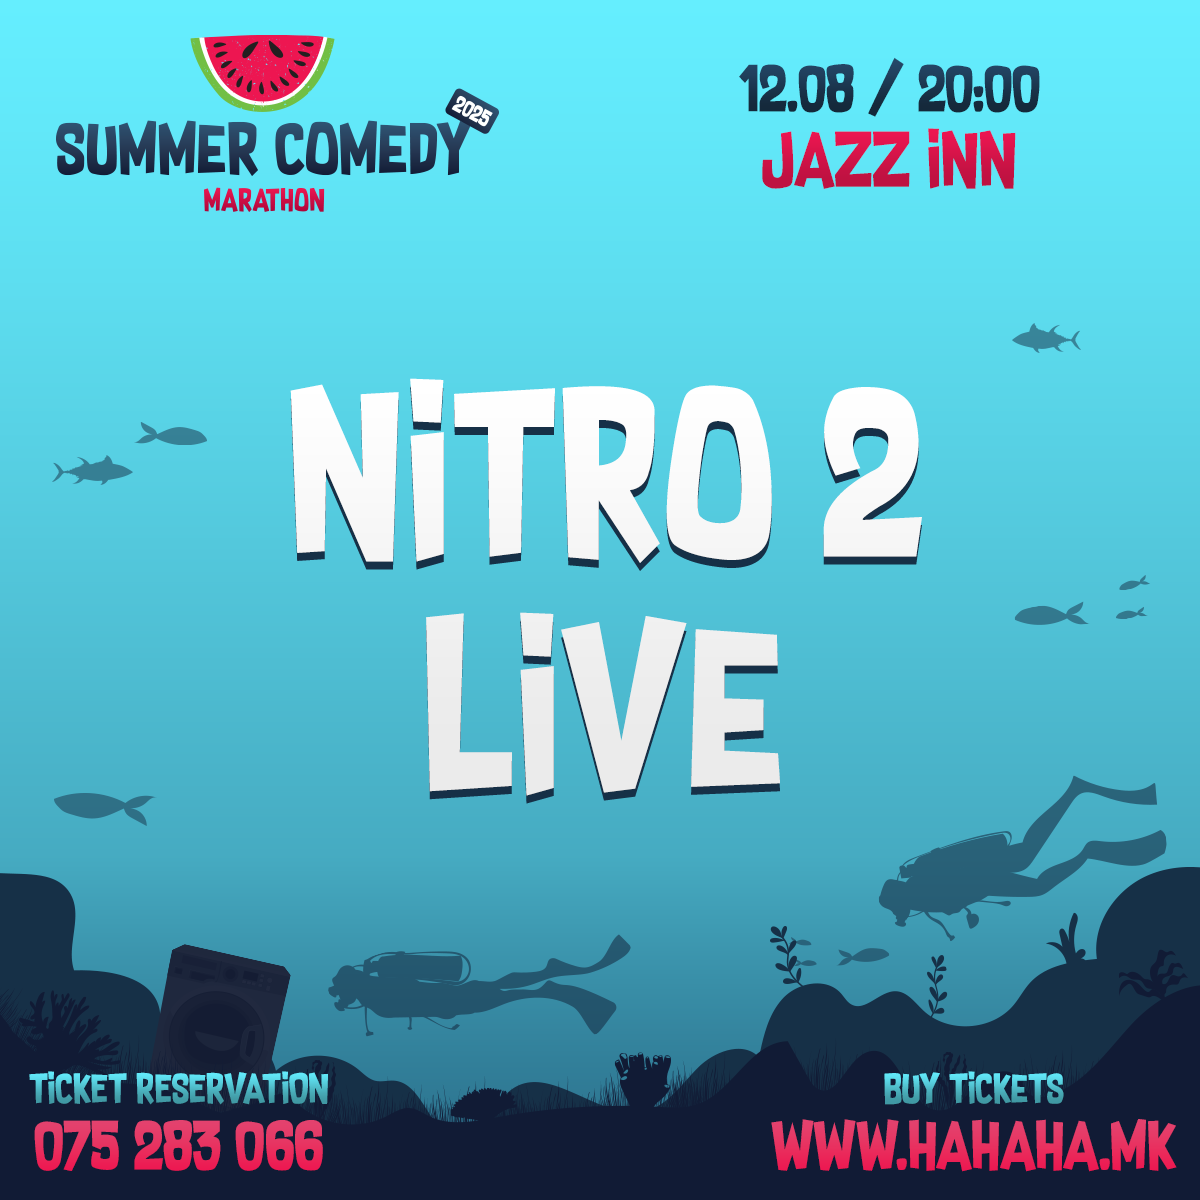 SUMMER COMEDY 2025
MARATHON
12.08 / 20:00
JAZZ iNN
NiTRO 2
LiVE
TiCKET RESERVATiON
075 283 066
BUY TiCKETS
WWW.HAHAHA.MK